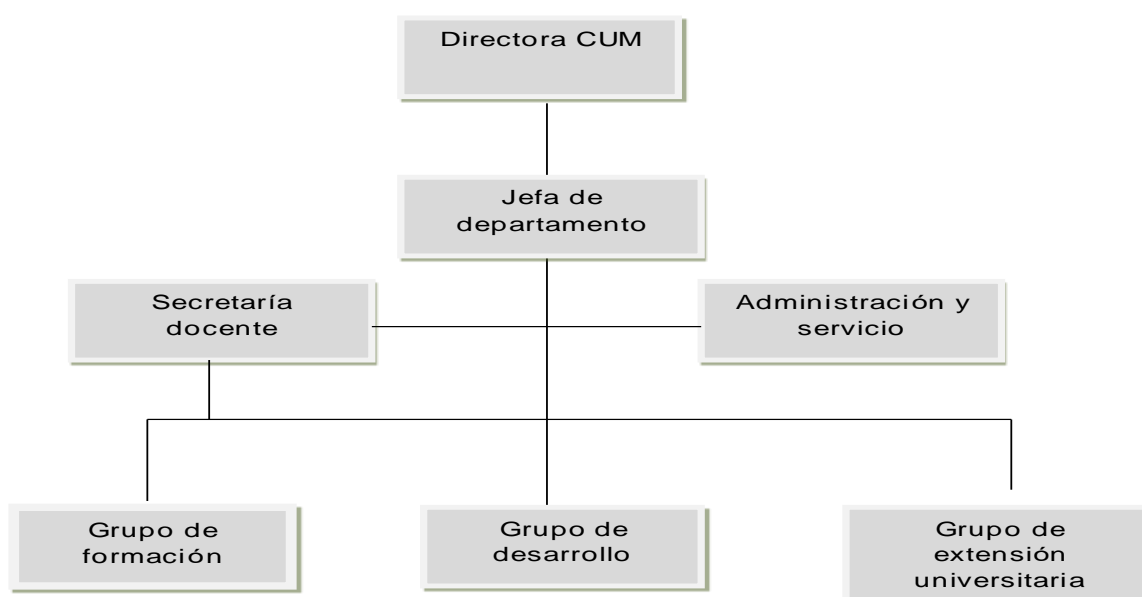 Directora CUM
Jefa de
departamento
Secretaría
docente
Administración y
servicio
Grupo de
formación
Grupo de
desarrollo
Grupo de
extensión
universitaria